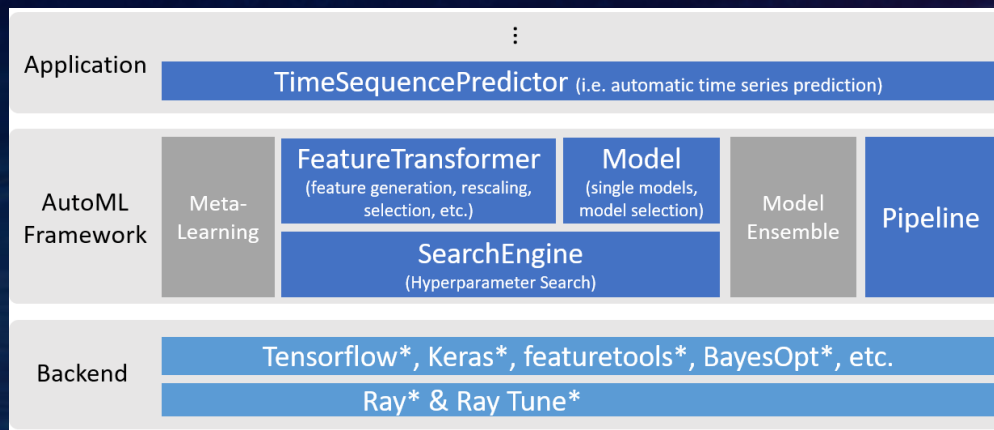 ⋮
Application
TimeSequencePredictor (i.e. automatic time series prediction)
AutoML
Framework
Meta-
Learning
FeatureTransformer
(feature generation, rescaling,
selection, etc.)
Model
(single models,
model selection)
SearchEngine
(Hyperparameter Search)
Model
Ensemble
Pipeline
Backend
Tensorflow*, Keras*, featuretools*, BayesOpt*, etc.
Ray* & Ray Tune*